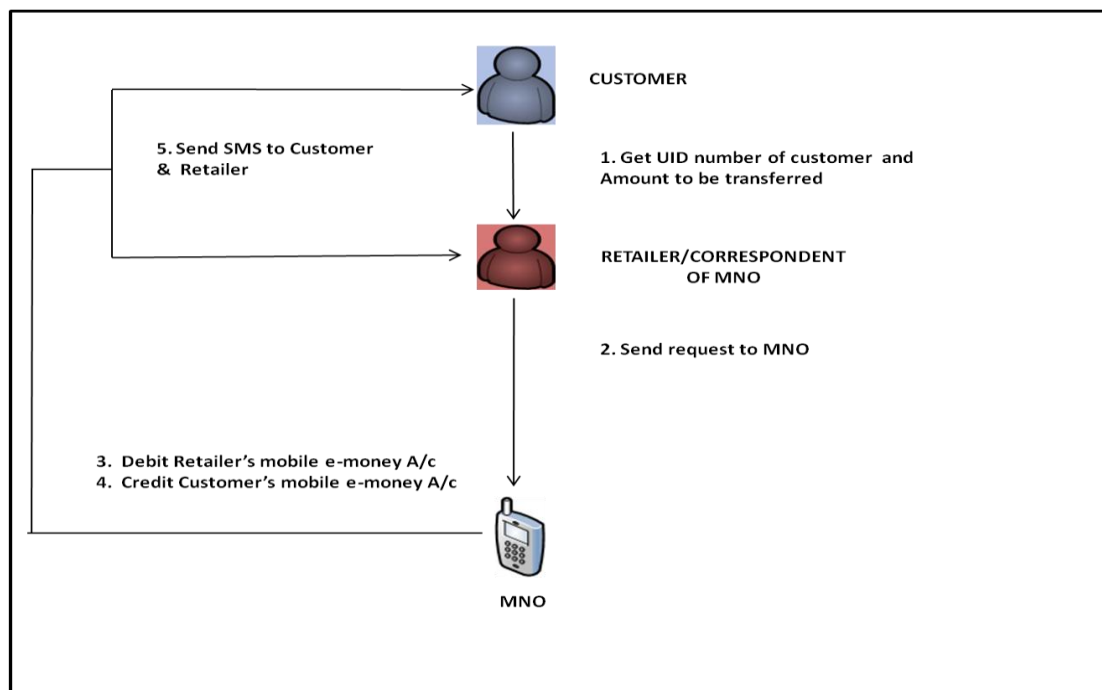 CUSTOMER
5. Send SMS to Customer
& Retailer
1. Get UID number of customer and
Amount to be transferred
RETAILER/CORRESPONDENT
OF MNO
2. Send request to MNO
3. Debit Retailer's mobile e-money A/c
4. Credit Customer's mobile e-money A/c
MNO